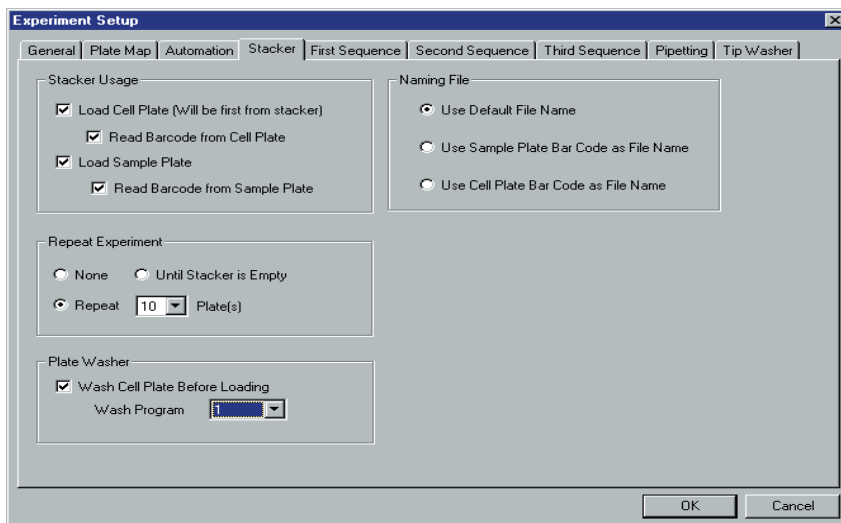 Experiment Setup
General Plate Map Automation Stacker First Sequence Second Sequence Third Sequence Pipetting Tip Washer
Stacker Usage
Load Cell Plate (Will be first from stacker)
Read Barcode from Cell Plate
Load Sample Plate
Read Barcode from Sample Plate
Naming File
Use Default File Name
Use Sample Plate Bar Code as File Name
Use Cell Plate Bar Code as File Name
Repeat Experiment
None Until Stacker is Empty
Repeat 10 Plate(s)
Plate Washer
Wash Cell Plate Before Loading
Wash Program 1
OK Cancel